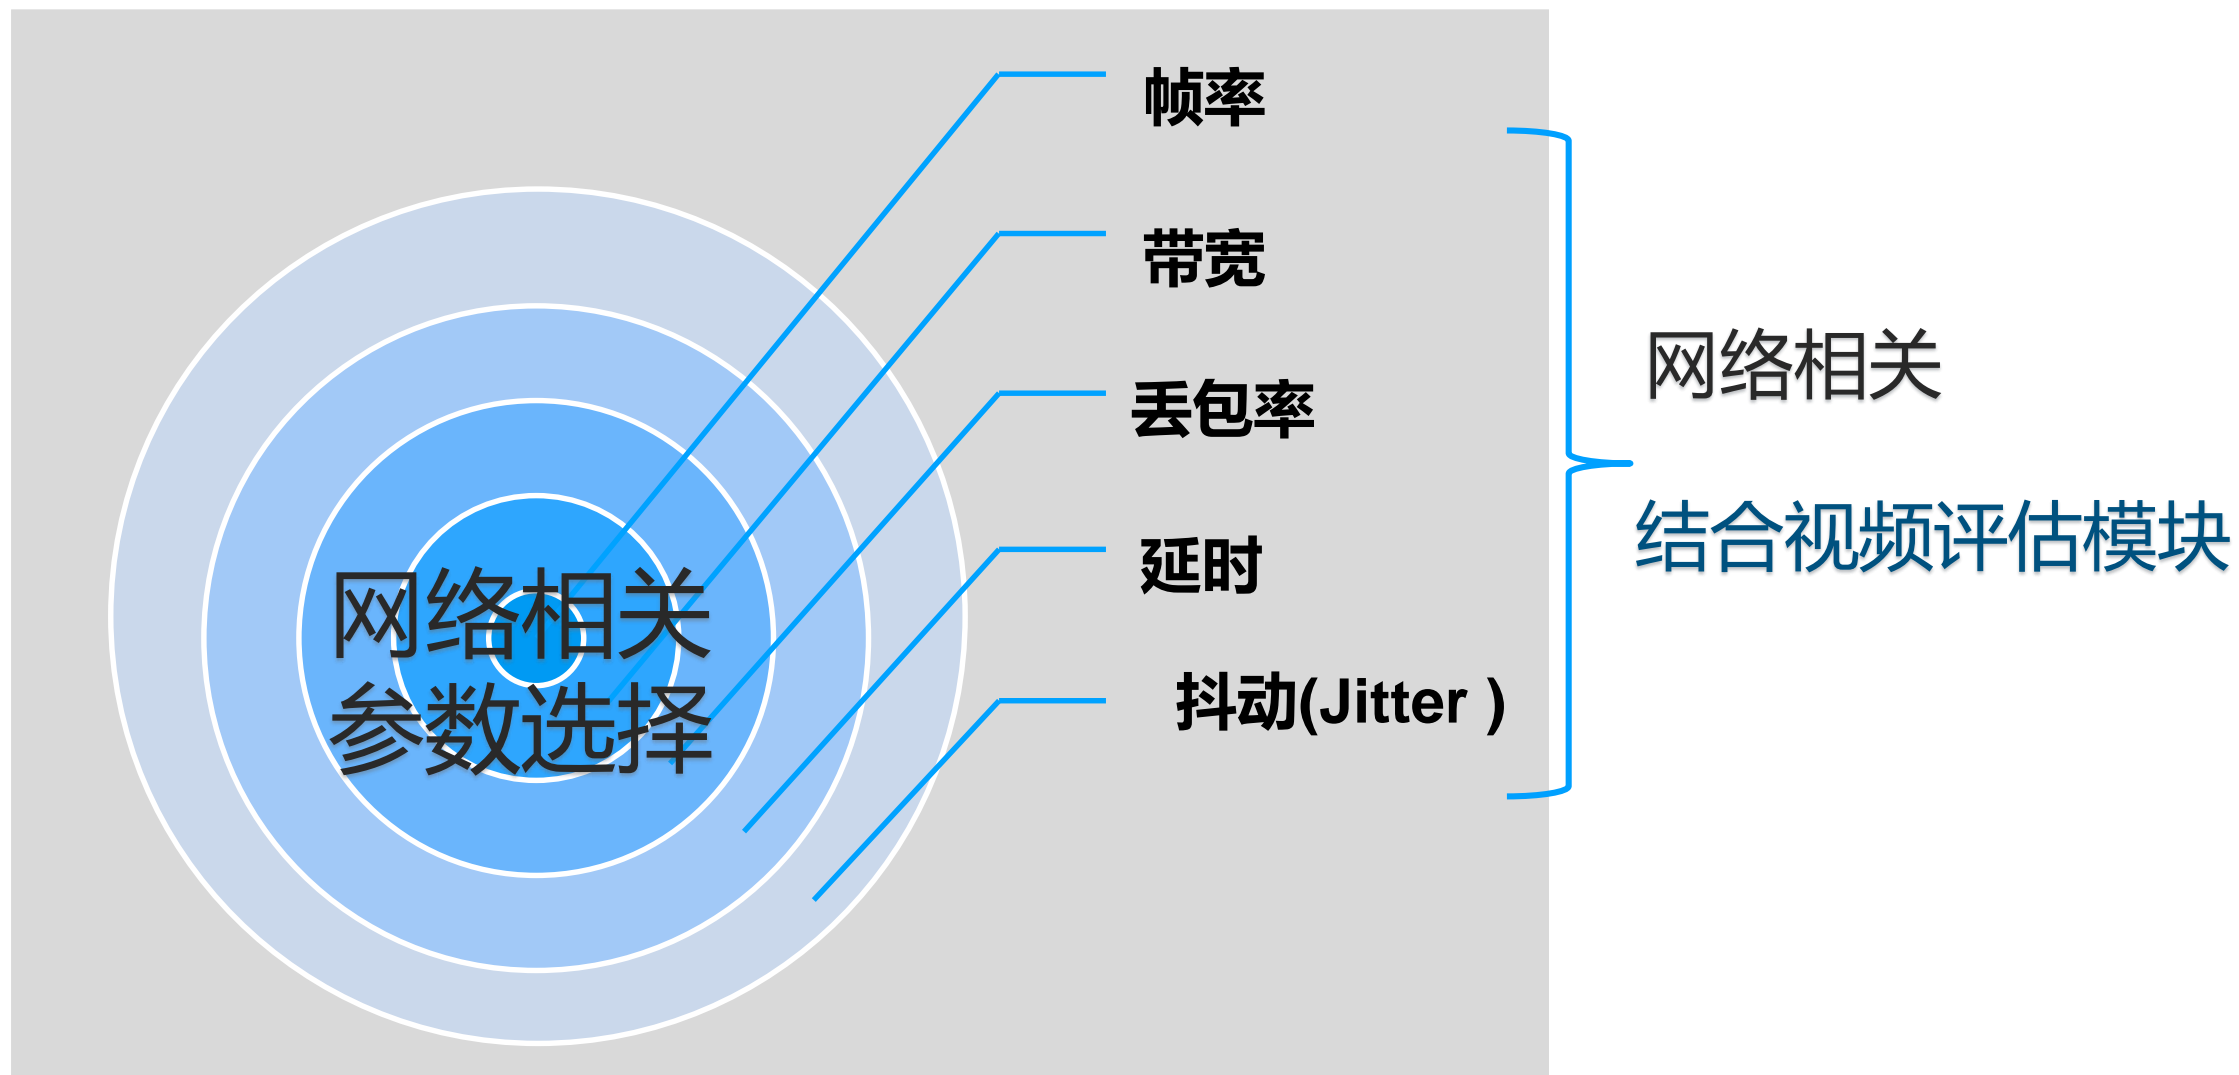 帧率
带宽
丢包率
延时
抖动(Jitter )
网络相关
参数选择
网络相关
结合视频评估模块